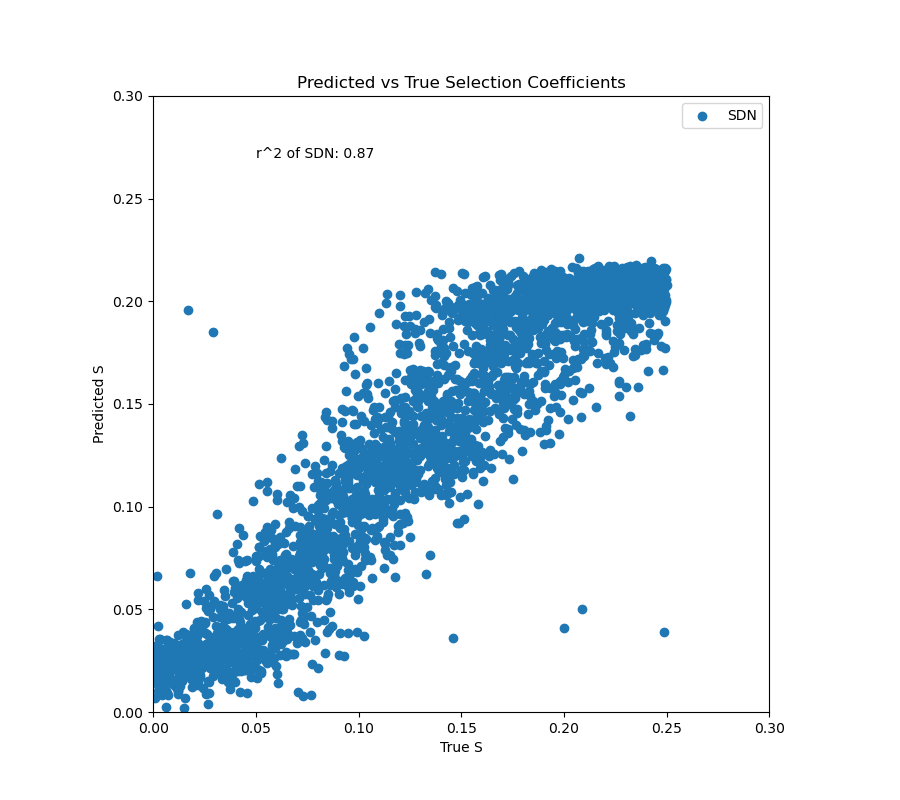 Predicted vs True Selection Coefficients
0.30
SDN
r^2 of SDN: 0.87
0.25
0.20
0.15
Predicted S
0.10
0.05
0.00
0.00 0.05 0.10 0.15 0.20 0.25 0.30
True S